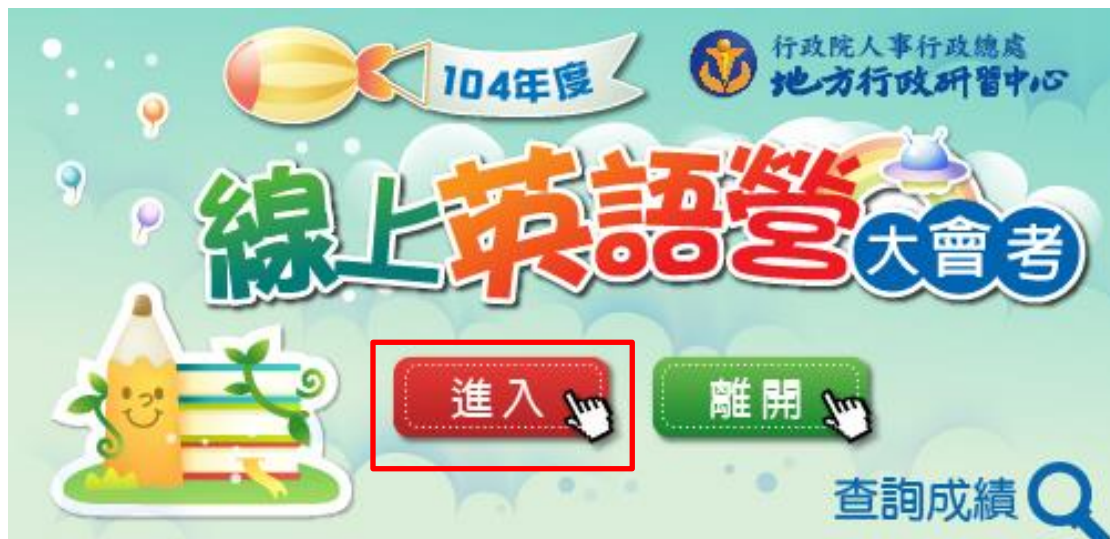 104年度
行政院人事行政總處
地方行政研習中心
線上英語營大會考
進入
離開
查詢成績